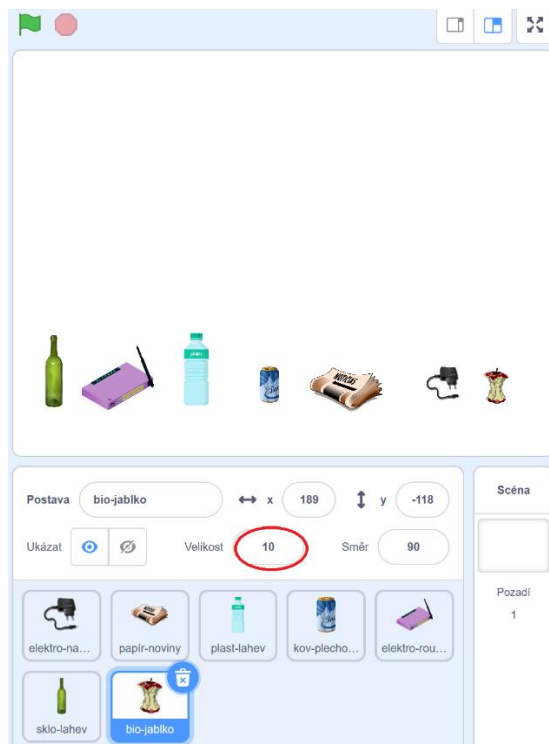 NOTICIAS
Postava bio-jablko x 189 y -118
Ukázat Velikost 10 Směr 90
Scéna
Pozadí
1
elektro-na... papír-noviny plast-lahev kov-plecho... elektro-rou...
sklo-lahev bio-jablko